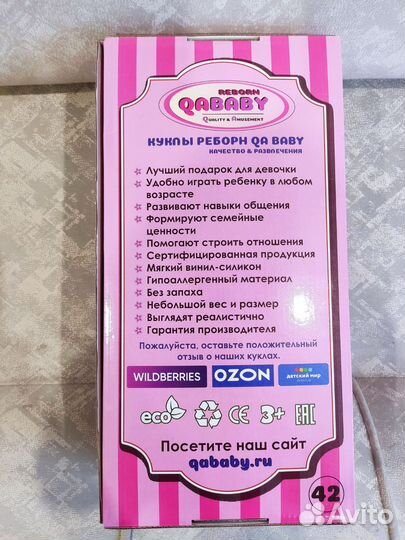 REBORN
QABABY
QUALITY & AMUSEMENT
КУКЛЫ РЕБОРН QA BABY
КАЧЕСТВО & РАЗВЛЕЧЕНИЯ
Лучший подарок для девочки
Удобно играть ребенку в любом
возрасте
Развивают навыки общения
Формируют семейные
ценности
Помогают строить отношения
Сертифицированная продукция
Мягкий винил-силикон
Гипоаллергенный материал
Без запаха
Небольшой вес и размер
Выглядят реалистично
Гарантия производителя
Пожалуйста, оставьте положительный
отзыв о наших куклах.
WILDBERRIES OZON детский мир
eco CE 3+ EAC
Посетите наш сайт
qababy.ru
42
Avito